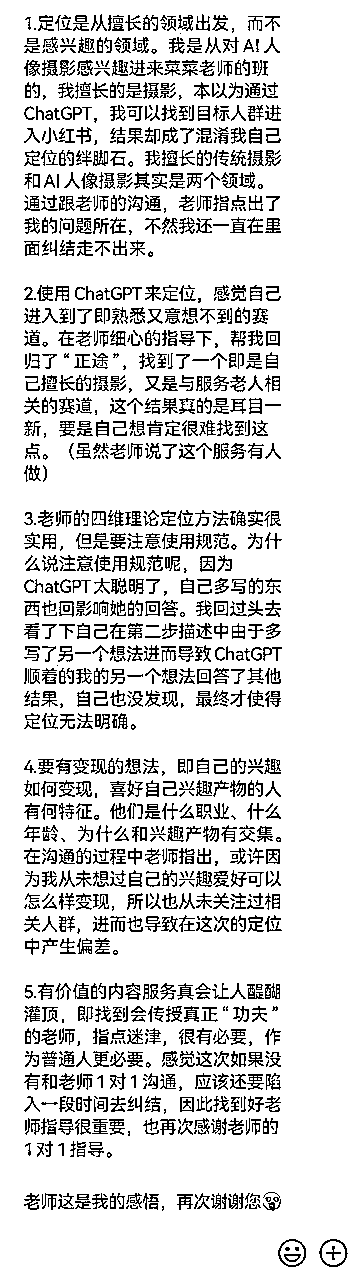 1.定位是从擅长的领域出发，而不
是感兴趣的领域。我是从对AI人
像摄影感兴趣进来菜菜老师的班
的，我擅长的是摄影，本以为通过
ChatGPT，我可以找到目标人群进
入小红书，结果却成了混淆我自己
定位的绊脚石。我擅长的传统摄影
和AI人像摄影其实是两个领域。
通过跟老师的沟通，老师指点出了
我的问题所在，不然我还一直在里
面纠结走不出来。
2.使用ChatGPT来定位，感觉自己
进入到了即熟悉又意想不到的赛
道。在老师细心的指导下，帮我回
归了“正途”，找到了一个即是自
己擅长的摄影，又是与服务老人相
关的赛道，这个结果真的是耳目一
新，要是自己想肯定很难找到这
点。（虽然老师说了这个服务有人
做）
3.老师的四维理论定位方法确实很
实用，但是要注意使用规范。为什
么说注意使用规范呢，因为
ChatGPT太聪明了，自己多写的东
西也回影响她的回答。我回过头去
看了下自己在第二步描述中由于多
写了另一个想法进而导致ChatGPT
顺着的我的另一个想法回答了其他
结果，自己也没发现，最终才使得
定位无法明确。
4.要有变现的想法，即自己的兴趣
如何变现，喜好自己兴趣产物的人
有何特征。他们是什么职业、什么
年龄、为什么和兴趣产物有交集。
在沟通的过程中老师指出，或许因
为我从未想过自己的兴趣爱好可以
怎么样变现，所以也从未关注过相
关人群，进而也导致在这次的定位
中产生偏差。
5.有价值的内容服务真会让人醍醐
灌顶，即找到会传授真正“功夫”
的老师，指点迷津，很有必要，作
为普通人更必要。感觉这次如果没
有和老师1对1沟通，应该还要陷
入一段时间去纠结，因此找到好老
师指导很重要，也再次感谢老师的
1对1指导。
老师这是我的感悟，再次谢谢您😘